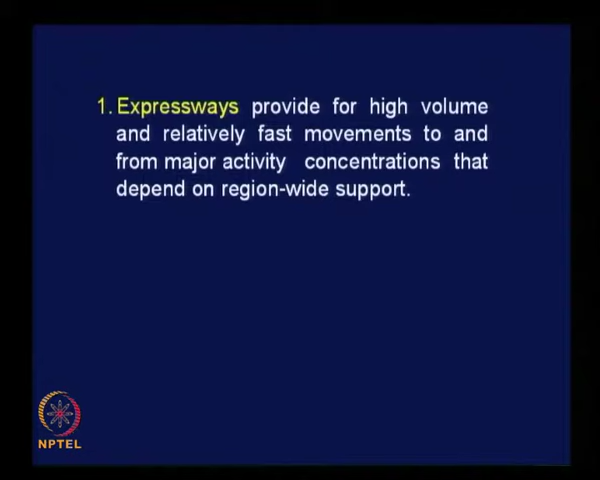 1. Expressways provide for high volume
and relatively fast movements to and
from major activity concentrations that
depend on region-wide support.
NPTEL